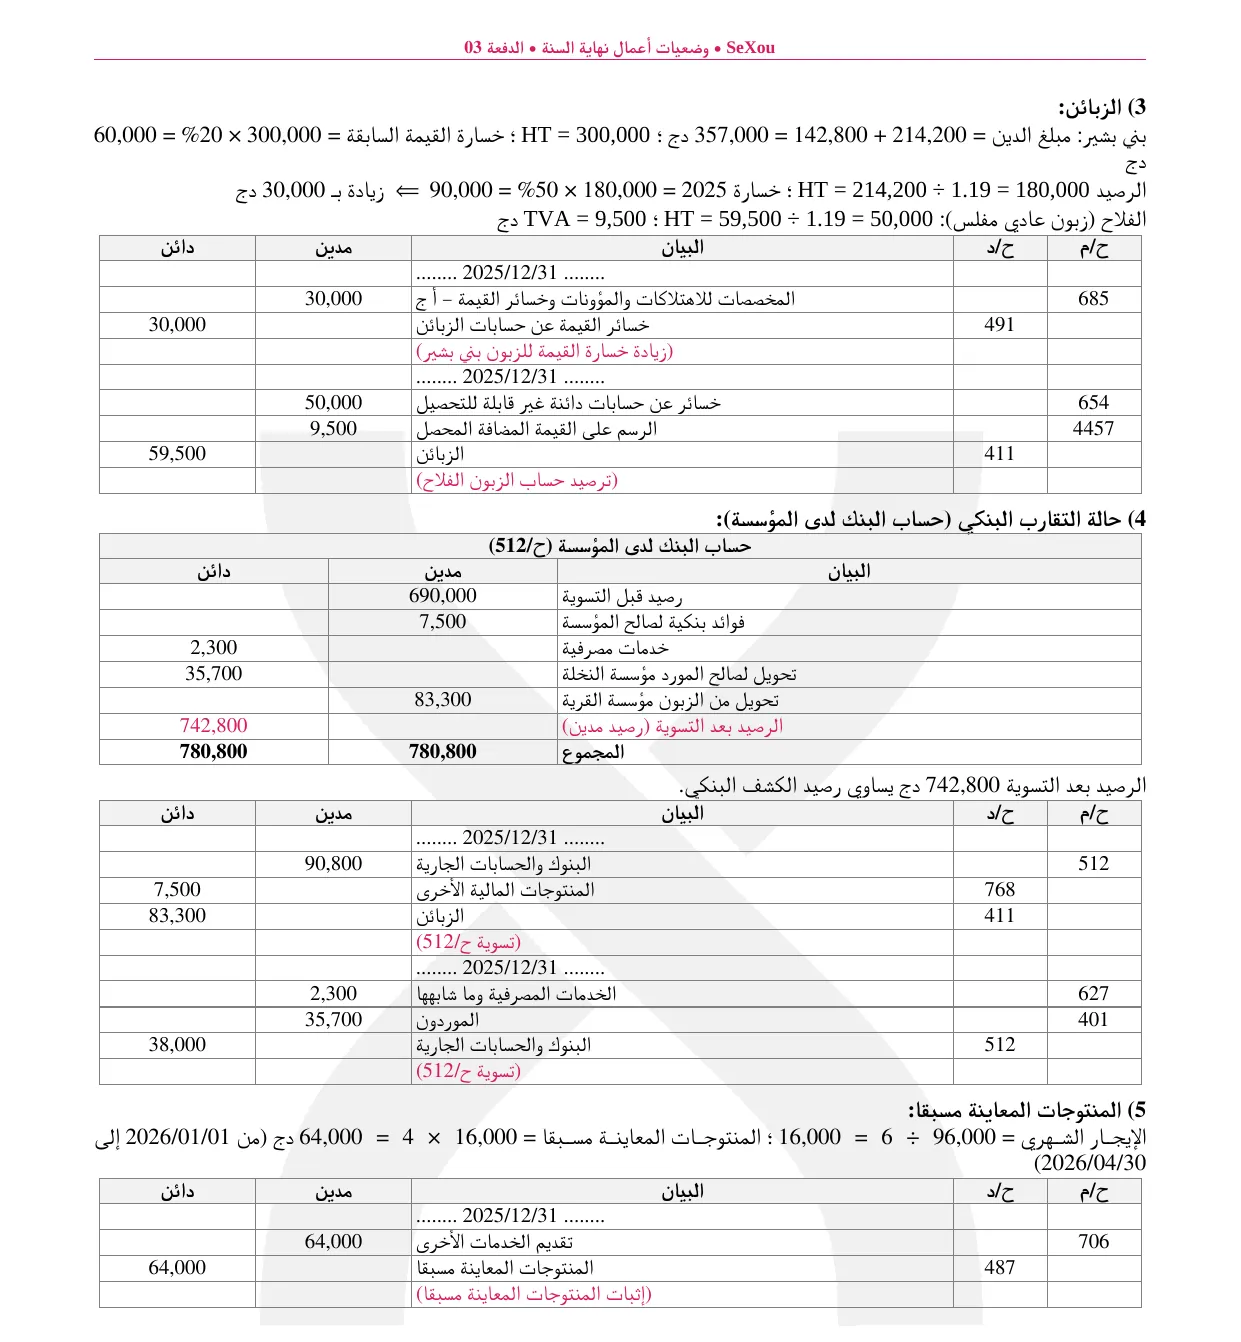 SeXou • وضعيات أعمال نهاية السنة • الدفعة 03
3) الزبائن:
بني بشير: مبلغ الدين = 214,200 + 142,800 = 357,000 دج ؛ HT = 300,000 ؛ خسارة القيمة السابقة = 300,000 × 20% = 60,000
دج
الرصيد HT = 214,200 ÷ 1.19 = 180,000 ؛ خسارة 2025 = 180,000 × 50% = 90,000 ⟸ زيادة بـ 30,000 دج
الفلاح (زبون عادي مفلس): HT = 59,500 ÷ 1.19 = 50,000 ؛ TVA = 9,500 دج
ح/م ح/د البيان مدين دائن
........ 2025/12/31 ........
685 المخصصات للاهتلاكات والمؤونات وخسائر القيمة – أ ج 30,000
491 خسائر القيمة عن حسابات الزبائن 30,000
(زيادة خسارة القيمة للزبون بني بشير)
........ 2025/12/31 ........
654 خسائر عن حسابات دائنة غير قابلة للتحصيل 50,000
4457 الرسم على القيمة المضافة المحصل 9,500
411 الزبائن 59,500
(ترصيد حساب الزبون الفلاح)
4) حالة التقارب البنكي (حساب البنك لدى المؤسسة):
حساب البنك لدى المؤسسة (ح/512)
البيان مدين دائن
رصيد قبل التسوية 690,000
فوائد بنكية لصالح المؤسسة 7,500
خدمات مصرفية 2,300
تحويل لصالح المورد مؤسسة النخلة 35,700
تحويل من الزبون مؤسسة القرية 83,300
الرصيد بعد التسوية (رصيد مدين) 742,800
المجموع 780,800 780,800
الرصيد بعد التسوية 742,800 دج يساوي رصيد الكشف البنكي.
ح/م ح/د البيان مدين دائن
........ 2025/12/31 ........
512 البنوك والحسابات الجارية 90,800
768 المنتوجات المالية الأخرى 7,500
411 الزبائن 83,300
(تسوية ح/512)
........ 2025/12/31 ........
627 الخدمات المصرفية وما شابهها 2,300
401 الموردون 35,700
512 البنوك والحسابات الجارية 38,000
(تسوية ح/512)
5) المنتوجات المعاينة مسبقا:
الإيجار الشهري = 96,000 ÷ 6 = 16,000 ؛ المنتوجات المعاينة مسبقا = 16,000 × 4 = 64,000 دج (من 2026/01/01 إلى
2026/04/30)
ح/م ح/د البيان مدين دائن
........ 2025/12/31 ........
706 تقديم الخدمات الأخرى 64,000
487 المنتوجات المعاينة مسبقا 64,000
(إثبات المنتوجات المعاينة مسبقا)